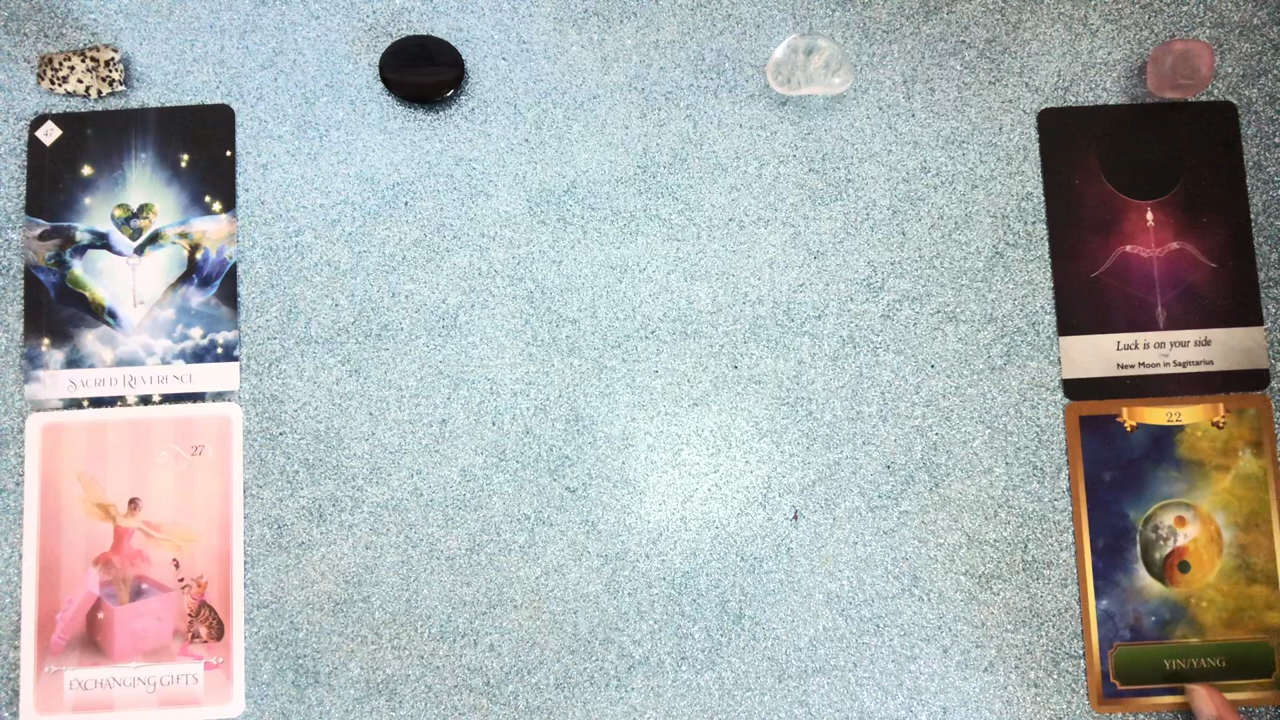 47
SACRED REVERENCE
27
EXCHANGING GIFTS
Luck is on your side
New Moon in Sagittarius
22
YIN/YANG